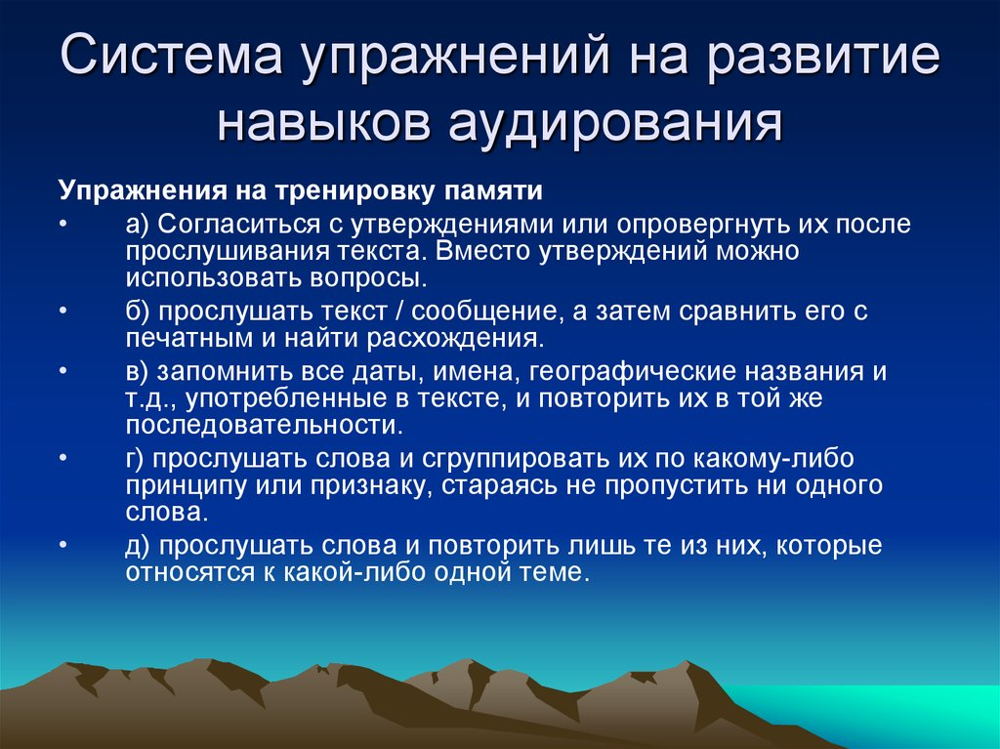 Система упражнений на развитие
навыков аудирования
Упражнения на тренировку памяти
• а) Согласиться с утверждениями или опровергнуть их после
прослушивания текста. Вместо утверждений можно
использовать вопросы.
• б) прослушать текст / сообщение, а затем сравнить его с
печатным и найти расхождения.
• в) запомнить все даты, имена, географические названия и
т.д., употребленные в тексте, и повторить их в той же
последовательности.
• г) прослушать слова и сгруппировать их по какому-либо
принципу или признаку, стараясь не пропустить ни одного
слова.
• д) прослушать слова и повторить лишь те из них, которые
относятся к какой-либо одной теме.